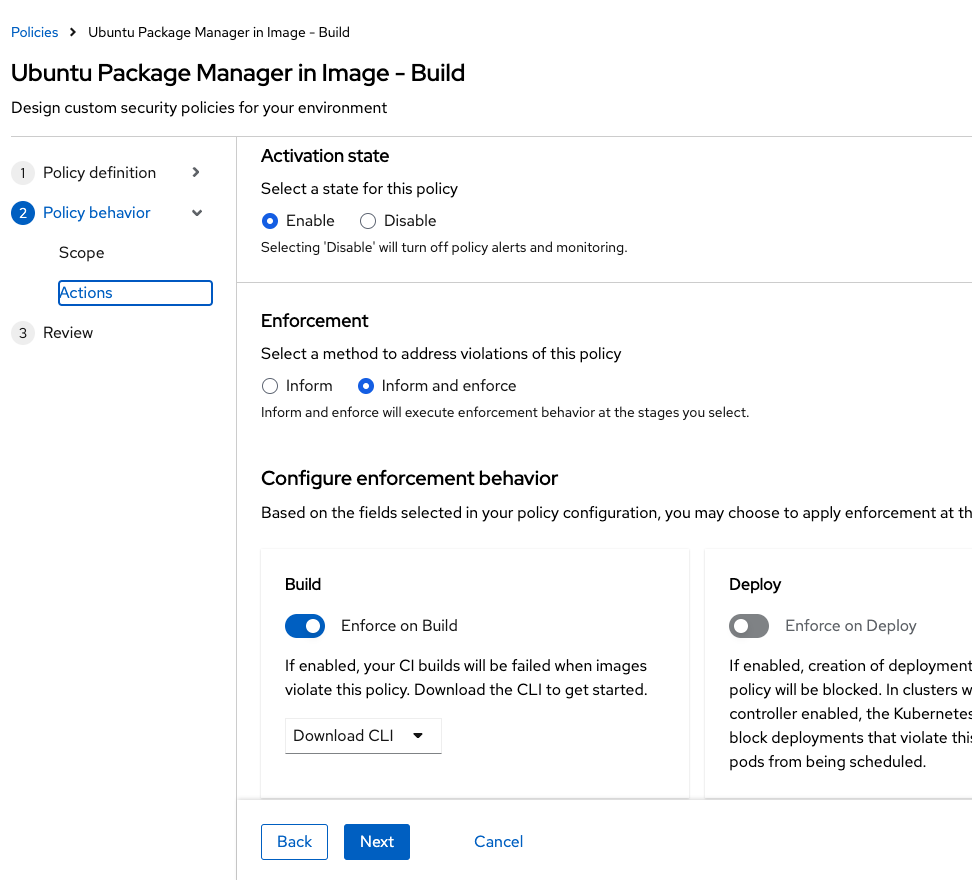 Policies > Ubuntu Package Manager in Image - Build
Ubuntu Package Manager in Image - Build
Design custom security policies for your environment
1 Policy definition
2 Policy behavior
Scope
Actions
3 Review
Activation state
Select a state for this policy
Enable Disable
Selecting 'Disable' will turn off policy alerts and monitoring.
Enforcement
Select a method to address violations of this policy
Inform Inform and enforce
Inform and enforce will execute enforcement behavior at the stages you select.
Configure enforcement behavior
Based on the fields selected in your policy configuration, you may choose to apply enforcement at th
Build
Enforce on Build
If enabled, your CI builds will be failed when images
violate this policy. Download the CLI to get started.
Download CLI
Deploy
Enforce on Deploy
If enabled, creation of deployment
policy will be blocked. In clusters w
controller enabled, the Kubernetes
block deployments that violate this
pods from being scheduled.
Back Next Cancel